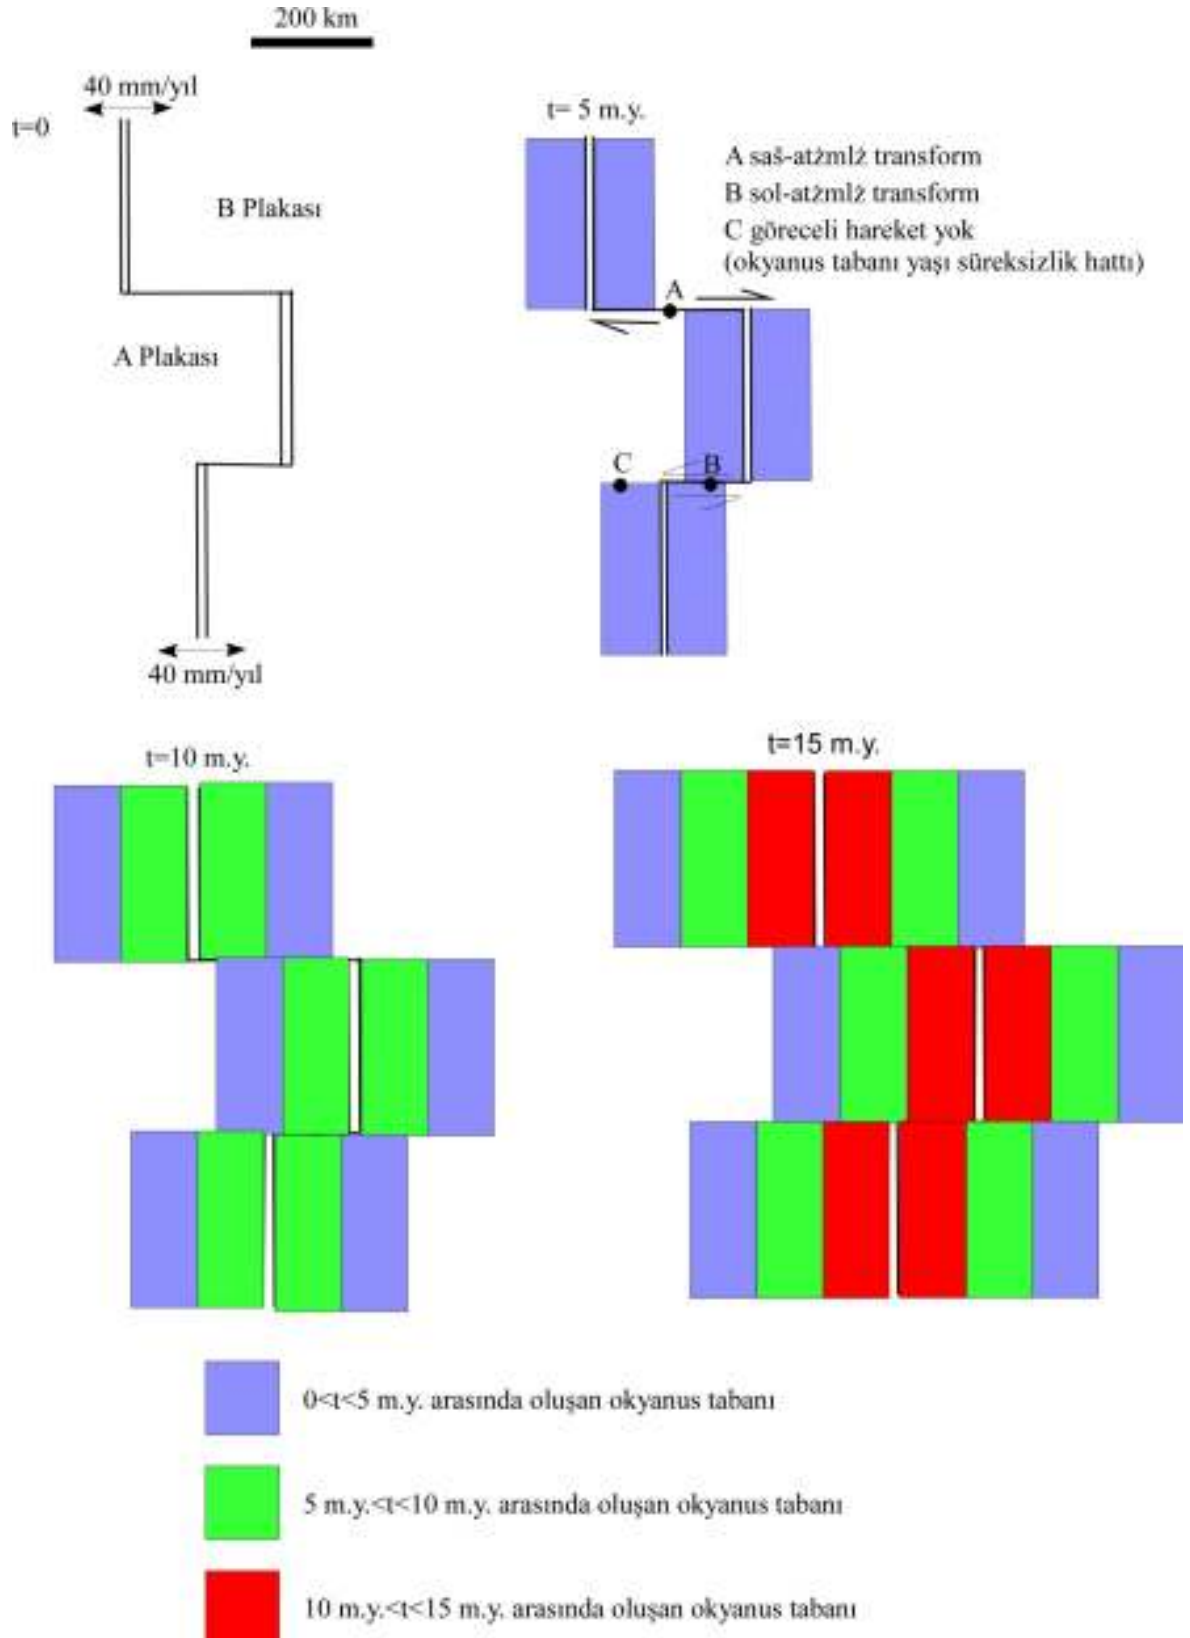 200 km
40 mm/yıl
t=0
B Plakası
A Plakası
40 mm/yıl
t= 5 m.y.
A saš-atżmlż transform
B sol-atżmlż transform
C göreceli hareket yok
(okyanus tabanı yaşı süreksizlik hattı)
A
C
B
t=10 m.y.
t=15 m.y.
0<t<5 m.y. arasında oluşan okyanus tabanı
5 m.y.<t<10 m.y. arasında oluşan okyanus tabanı
10 m.y.<t<15 m.y. arasında oluşan okyanus tabanı